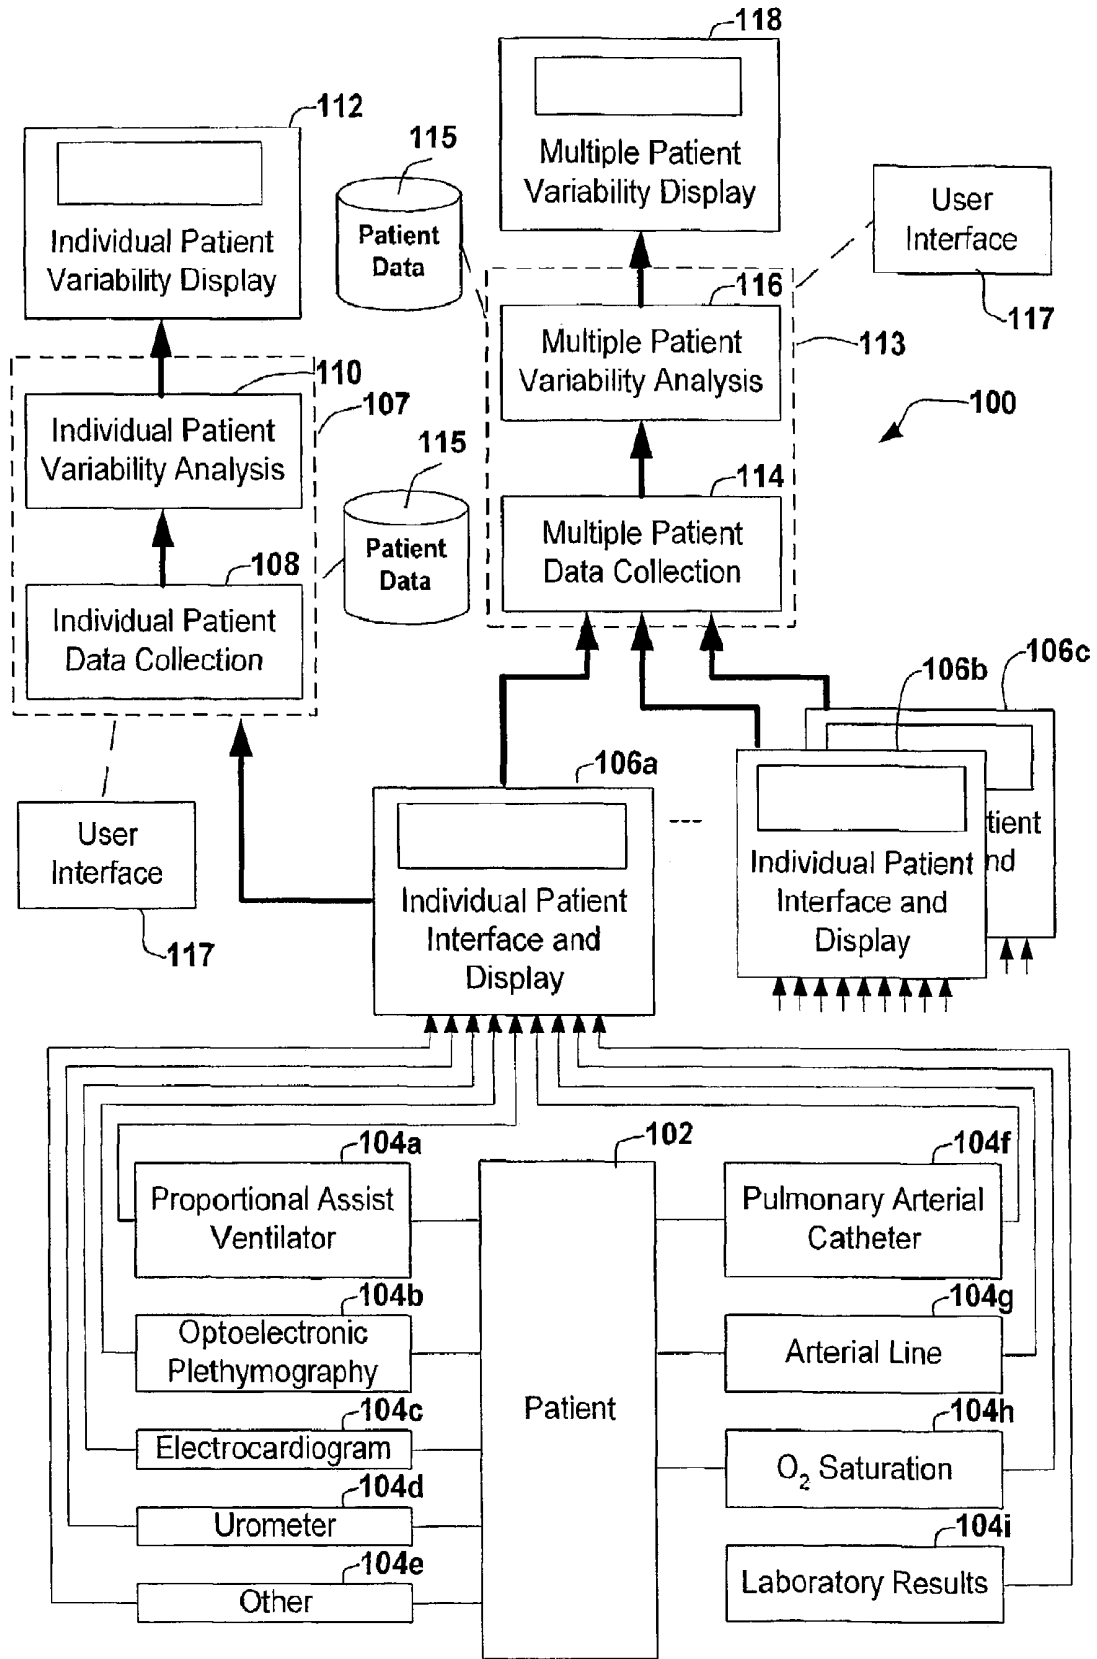 118
Multiple Patient
Variability Display
112
Individual Patient
Variability Display
115
Patient
Data
User
Interface
117
116
Multiple Patient
Variability Analysis
113
100
110
Individual Patient
Variability Analysis
107
115
Patient
Data
114
Multiple Patient
Data Collection
108
Individual Patient
Data Collection
106c
tient
nd
106b
Individual Patient
Interface and
Display
106a
Individual Patient
Interface and
Display
---
User
Interface
117
104a
Proportional Assist
Ventilator
102
Patient
104f
Pulmonary Arterial
Catheter
104b
Optoelectronic
Plethymography
104g
Arterial Line
104c
Electrocardiogram
104h
O₂ Saturation
104d
Urometer
104i
Laboratory Results
104e
Other